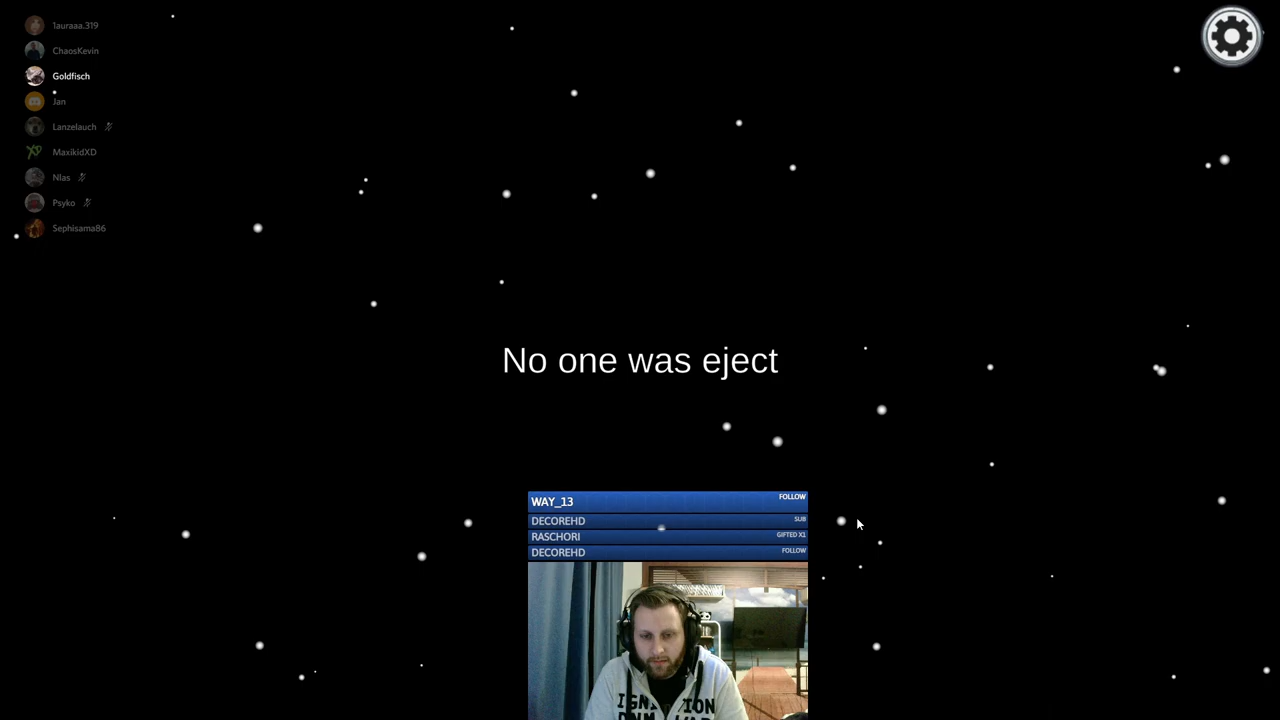 1auraaa.319
ChaosKevin
Goldfisch
Jan
Lanzelauch
MaxikidXD
Nlas
Psyko
Sephisama86
No one was eject
WAY_13 FOLLOW
DECOREHD SUB
RASCHORI GIFTED X1
DECOREHD FOLLOW